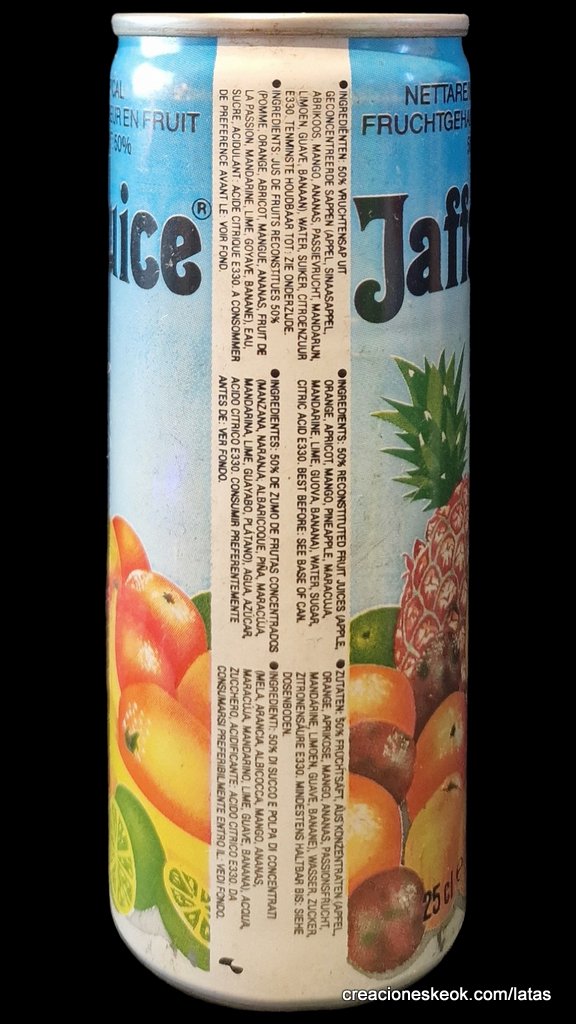 EUR EN FRUIT
uice®
NETTARE
FRUCHTGEHA
Jaff
25 cl e
●INGREDIËNTEN: 50% VRUCHTENSAP UIT
GECONCENTREERDE SAPPEN (APPEL, SINAASAPPEL,
ABRIKOOS, MANGO, ANANAS, PASSIEVRUCHT, MANDARIJN,
LIMOEN, GUAVE, BANAAN), WATER, SUIKER, CITROENZUUR
E330. TENMINSTE HOUDBAAR TOT: ZIE ONDERZIJDE.
●INGREDIENTS: JUS DE FRUITS RECONSTITUES 50%
(POMME, ORANGE, ABRICOT, MANGUE, ANANAS, FRUIT DE
LA PASSION, MANDARINE, LIME, GOYAVE, BANANE), EAU,
SUCRE, ACIDULANT: ACIDE CITRIQUE E330. A CONSOMMER
DE PREFERENCE AVANT LE: VOIR FOND.
●INGREDIENTS: 50% RECONSTITUTED FRUIT JUICES (APPLE,
ORANGE, APRICOT, MANGO, PINEAPPLE, MARACUJA,
MANDARINE, LIME, GUOVA, BANANA), WATER, SUGAR,
CITRIC ACID E330. BEST BEFORE: SEE BASE OF CAN.
●INGREDIENTES: 50% DE ZUMO DE FRUTAS CONCENTRADOS
(MANZANA, NARANJA, ALBARICOQUE, PIÑA, MARACUJA,
MANDARINA, LIME, GUAYABO, PLÁTANO), AGUA, AZÚCAR,
ACIDO CITRICO E330. CONSUMIR PREFERENTEMENTE
ANTES DE: VER FONDO.
●ZUTATEN: 50% FRUCHTSAFT, AUS KONZENTRATEN (APFEL,
ORANGE, APRIKOSE, MANGO, ANANAS, PASSIONSFRUCHT,
MANDARINE, LIMOEN, GUAVE, BANANE), WASSER, ZUCKER,
ZITRONENSÄURE E330. MINDESTENS HALTBAR BIS: SIEHE
DOSENBODEN.
●INGREDIENTI: 50% DI SUCCO E POLPA DI CONCENTRATI
(MELA, ARANCIA, ALBICOCCA, MANGO, ANANAS,
MARACUJA, MANDARINO, LIME, GUAVE, BANANA), ACQUA,
ZUCCHERO, ACIDIFICANTE: ACIDO CITRICO E330. DA
CONSUMARSI PREFERIBILMENTE ENTRO IL: VEDI FONDO.
creacioneskeok.com/latas